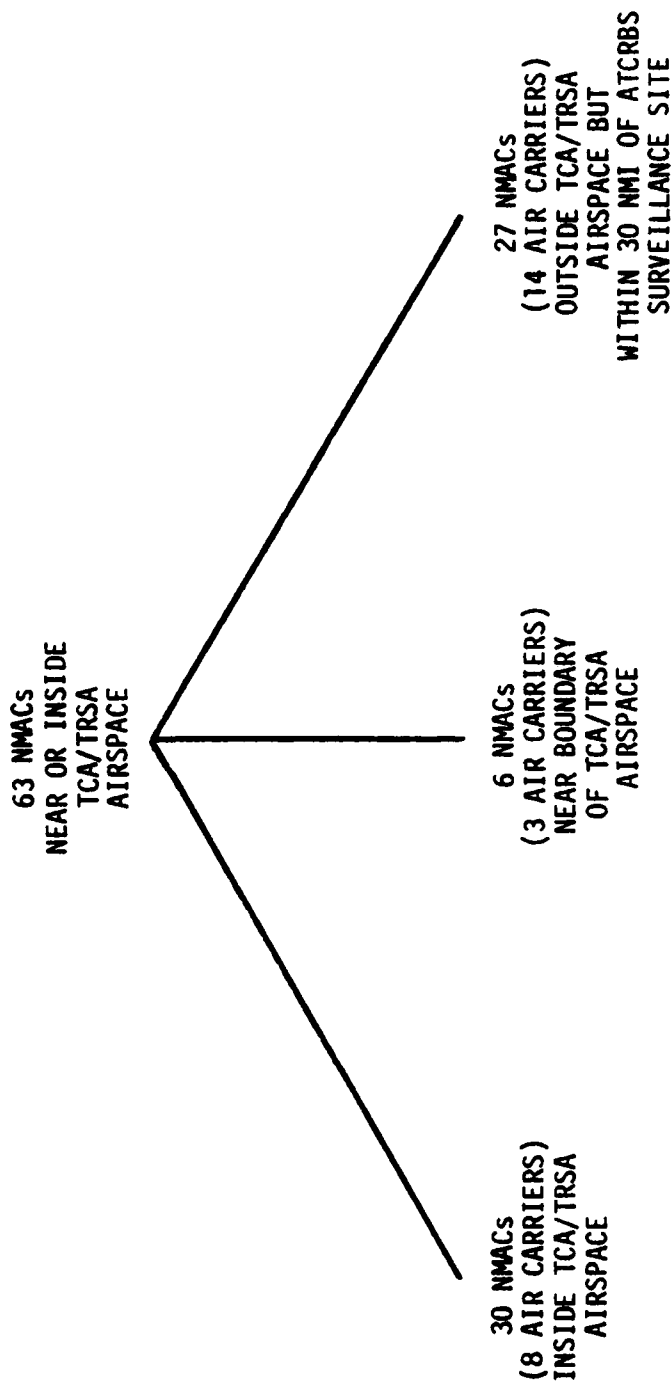 63 NMACs
NEAR OR INSIDE
TCA/TRSA
AIRSPACE
30 NMACs
(8 AIR CARRIERS)
INSIDE TCA/TRSA
AIRSPACE
6 NMACs
(3 AIR CARRIERS)
NEAR BOUNDARY
OF TCA/TRSA
AIRSPACE
27 NMACs
(14 AIR CARRIERS)
OUTSIDE TCA/TRSA
AIRSPACE BUT
WITHIN 30 NMI OF ATCRBS
SURVEILLANCE SITE